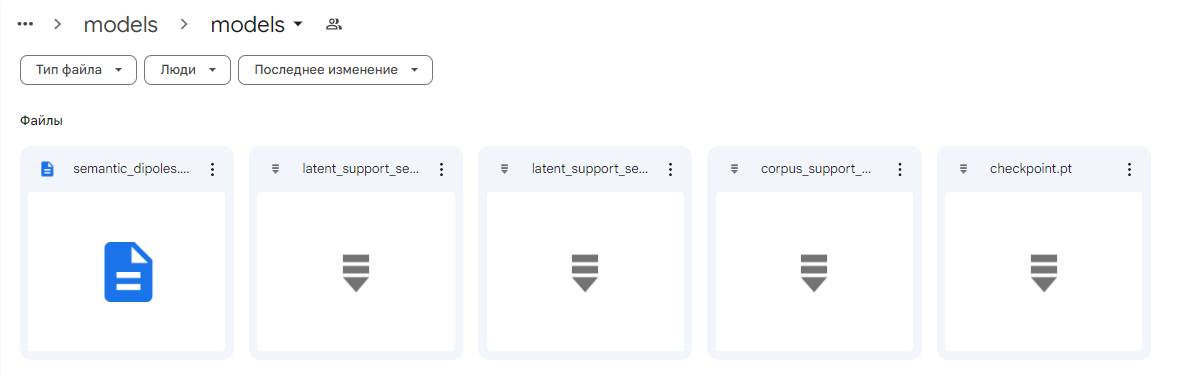 ... > models > models
Тип файла Люди Последнее изменение
Файлы
semantic_dipoles.... latent_support_se... latent_support_se... corpus_support_... checkpoint.pt